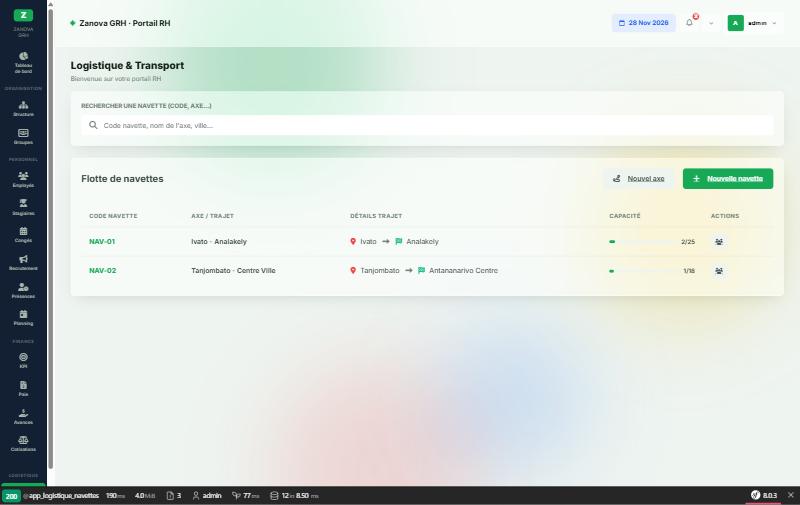 Z
ZANOVA
GRH
Tableau
de bord
ORGANISATION
Structure
Groupes
PERSONNEL
Employés
Stagiaires
Congés
Recrutement
Présences
Planning
FINANCE
KPI
Paie
Avances
Cotisations
LOGISTIQUE
Zanova GRH · Portail RH
28 Nov 2026
A admin
Logistique & Transport
Bienvenue sur votre portail RH
RECHERCHER UNE NAVETTE (CODE, AXE...)
Code navette, nom de l'axe, ville...
Flotte de navettes
Nouvel axe
Nouvelle navette
CODE NAVETTE AXE / TRAJET DÉTAILS TRAJET CAPACITÉ ACTIONS
NAV-01 Ivato - Analakely Ivato → Analakely 2/25
NAV-02 Tanjombato - Centre Ville Tanjombato → Antananarivo Centre 1/18
200 @app_logistique_navettes 190 ms 4.0 MiB 3 admin 77 ms 12 in 8.50 ms 8.0.3 ×